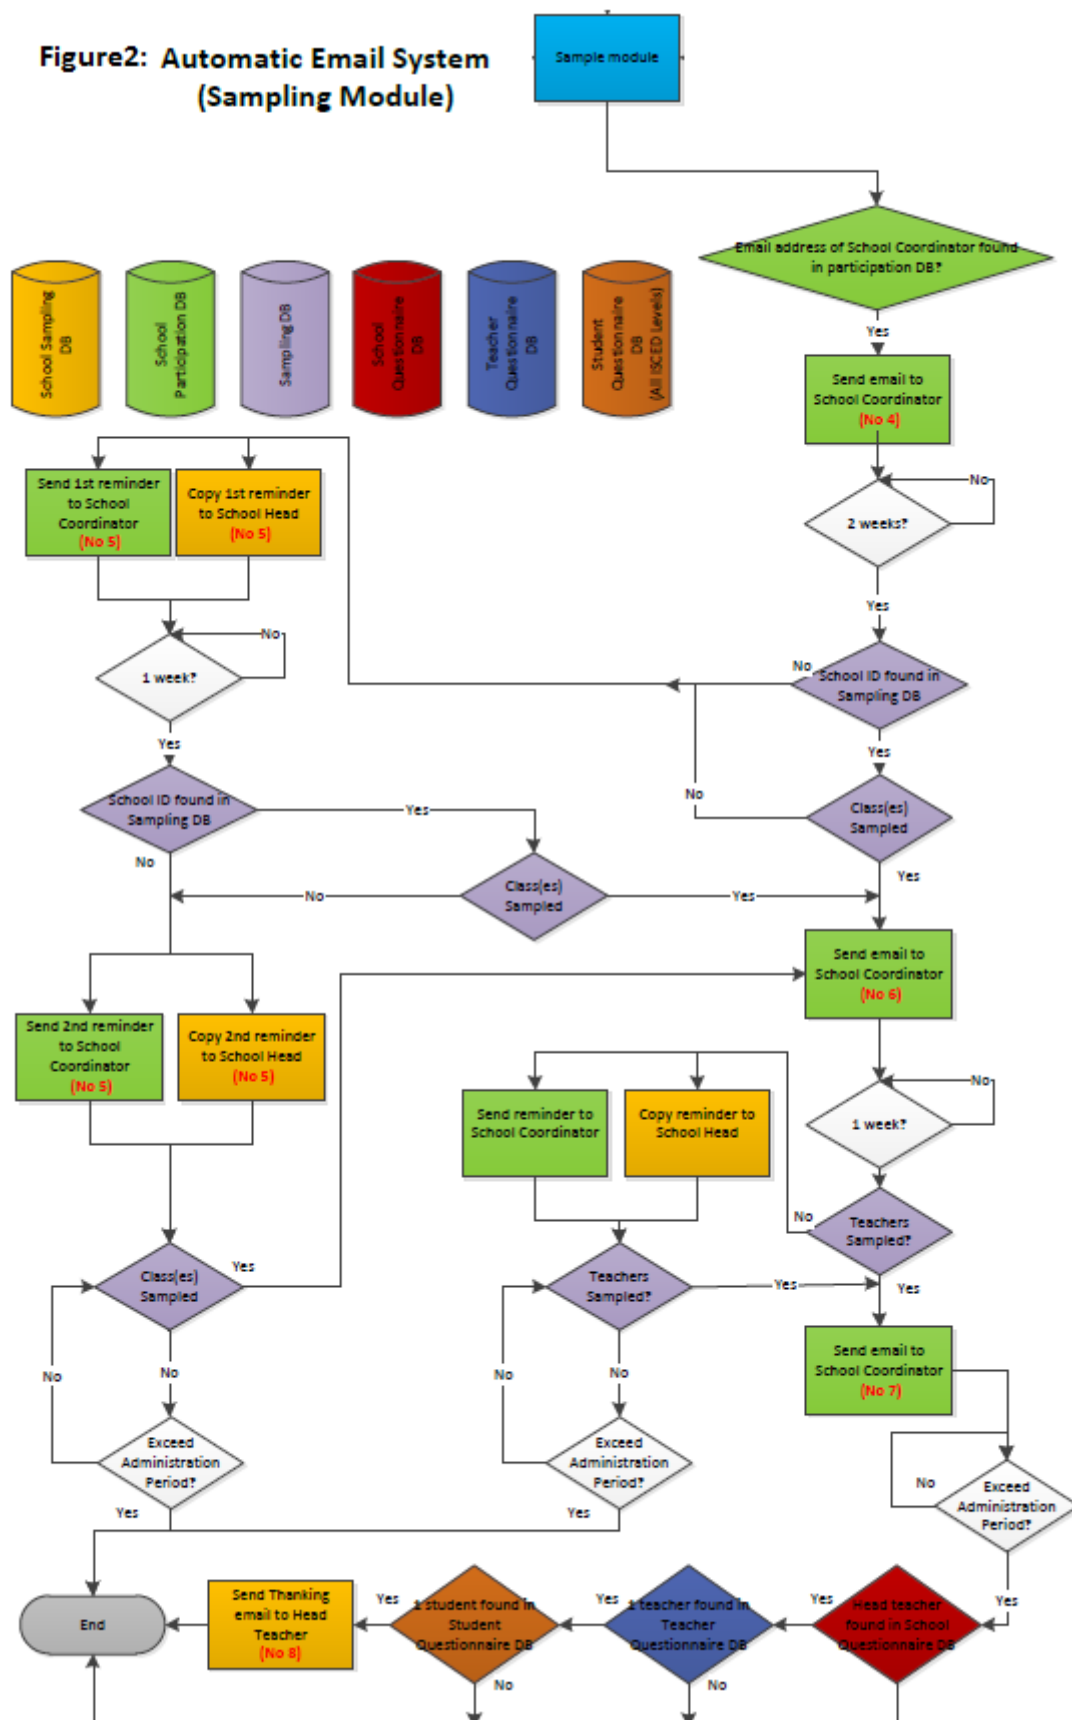 Figure2: Automatic Email System
(Sampling Module)
Sample module
Email address of School Coordinator found
in participation DB?
School Sampling
DB
School
Participation DB
Sampling DB
School
Questionnaire
DB
Teacher
Questionnaire
DB
Student
Questionnaire
DB
(All ISCED Levels)
Yes
Send email to
School Coordinator
(No 4)
Send 1st reminder
to School
Coordinator
(No 5)
Copy 1st reminder
to School Head
(No 5)
No
2 weeks?
Yes
No
1 week?
No
School ID found in
Sampling DB
Yes
Yes
School ID found in
Sampling DB
Yes
No
Class(es)
Sampled
No
Class(es)
Sampled
No
Yes
Yes
Send email to
School Coordinator
(No 6)
Send 2nd reminder
to School
Coordinator
(No 5)
Copy 2nd reminder
to School Head
(No 5)
No
Send reminder to
School Coordinator
Copy reminder to
School Head
1 week?
No
Teachers
Sampled?
Class(es)
Sampled
Yes
Teachers
Sampled?
Yes
Yes
Send email to
School Coordinator
(No 7)
No
No
No
No
Exceed
Administration
Period?
Exceed
Administration
Period?
No
Exceed
Administration
Period?
Yes
Yes
Yes
End
Send Thanking
email to Head
Teacher
(No 8)
Yes
1 student found in
Student
Questionnaire DB
Yes
1 teacher found in
Teacher
Questionnaire DB
Yes
Head teacher
found in School
Questionnaire DB
No
No